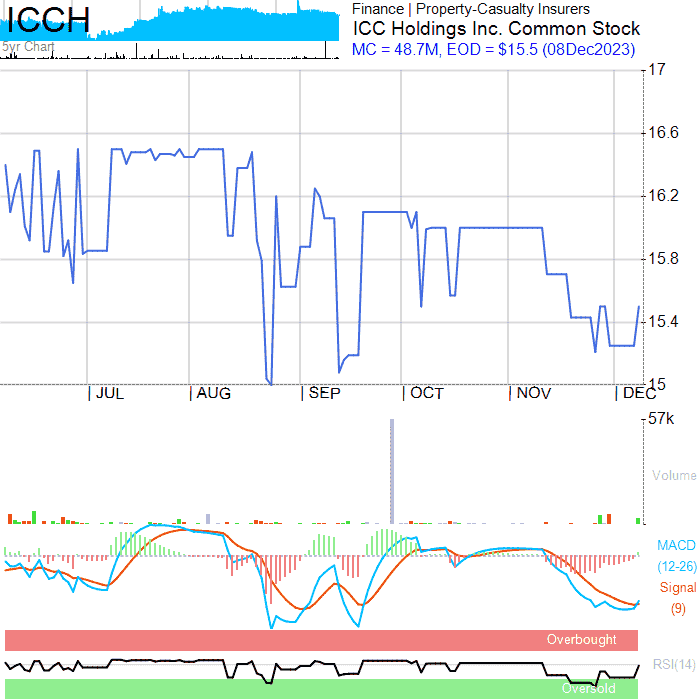 ICCH
5yr Chart
Finance | Property-Casualty Insurers
ICC Holdings Inc. Common Stock
MC = 48.7M, EOD = $15.5 (08Dec2023)
17
16.6
16.2
15.8
15.4
15
JUL AUG SEP OCT NOV DEC
57k
Volume
MACD
(12-26)
Signal
(9)
Overbought
RSI(14)
Oversold